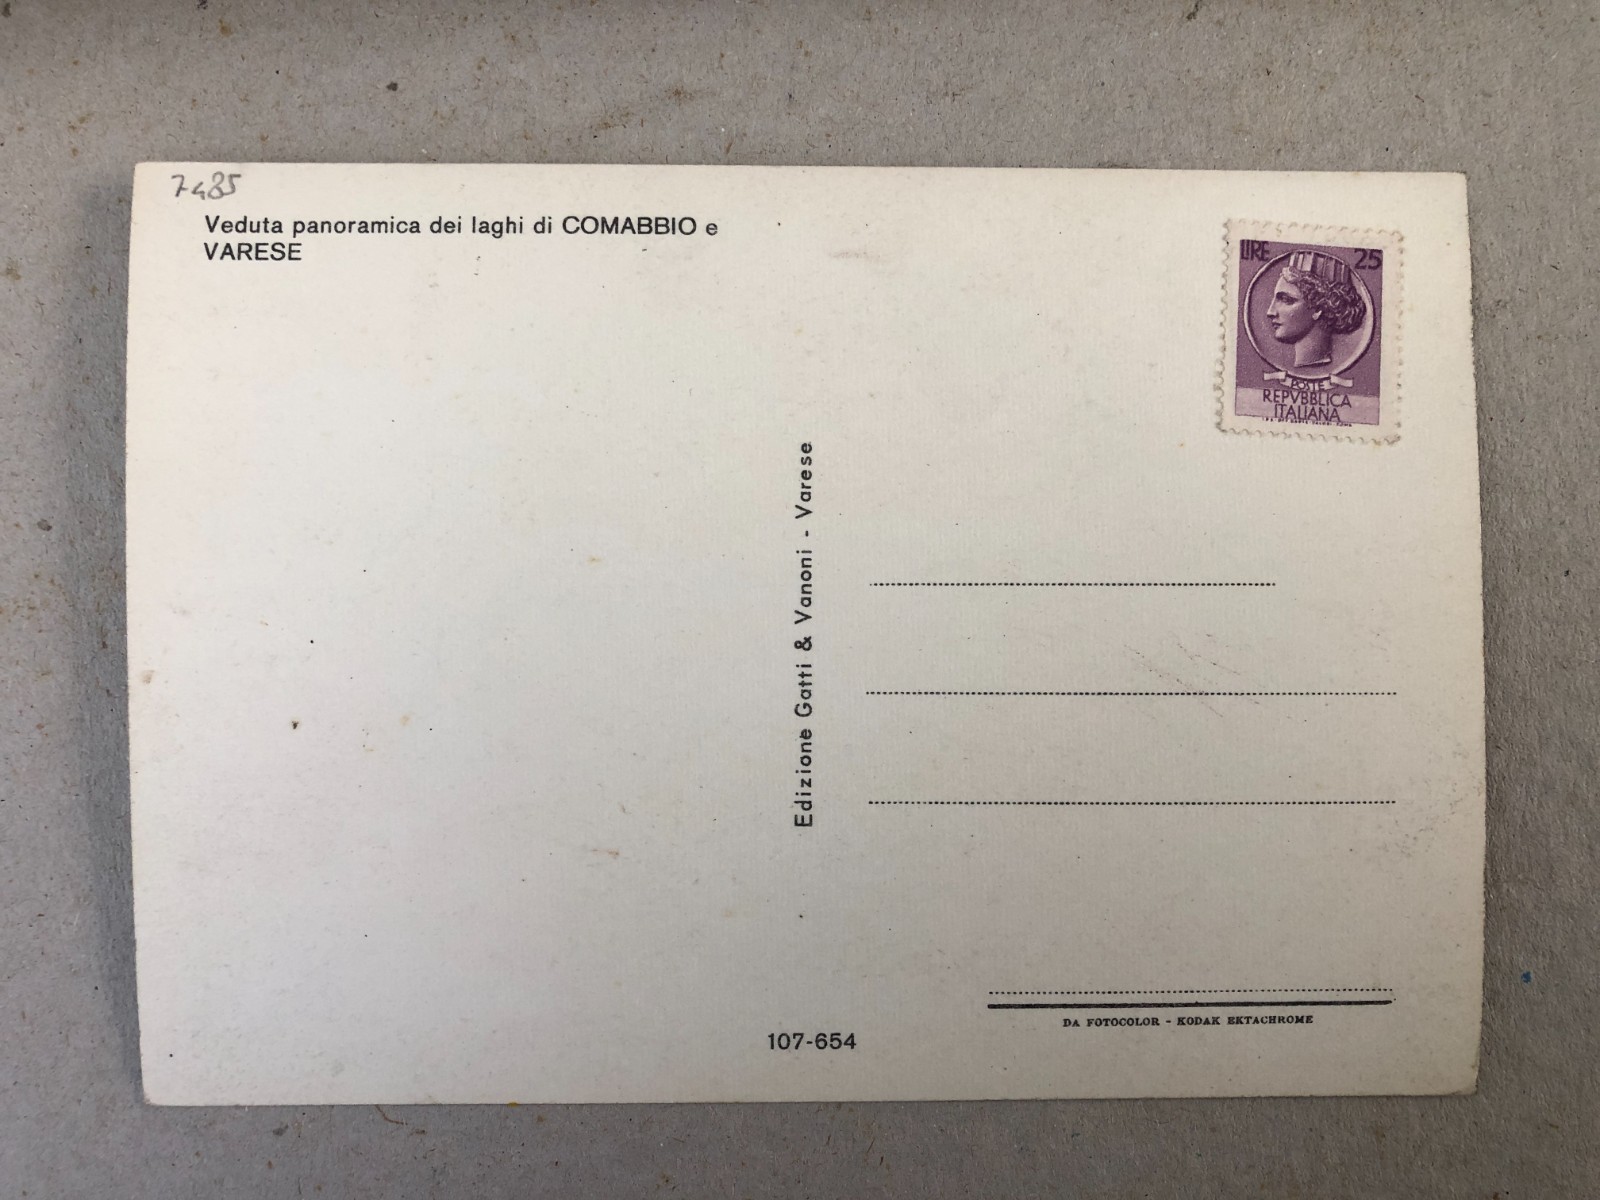 7485
Veduta panoramica dei laghi di COMABBIO e
VARESE
LIRE 25
POSTE
REPVBBLICA
ITALIANA
Edizione Gatti & Vanoni - Varese
DA FOTOCOLOR - KODAK EKTACHROME
107-654